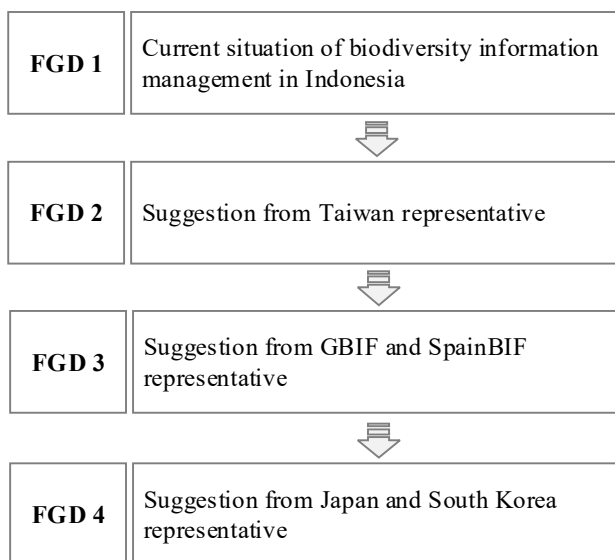 FGD 1
Current situation of biodiversity information
management in Indonesia
FGD 2
Suggestion from Taiwan representative
FGD 3
Suggestion from GBIF and SpainBIF
representative
FGD 4
Suggestion from Japan and South Korea
representative